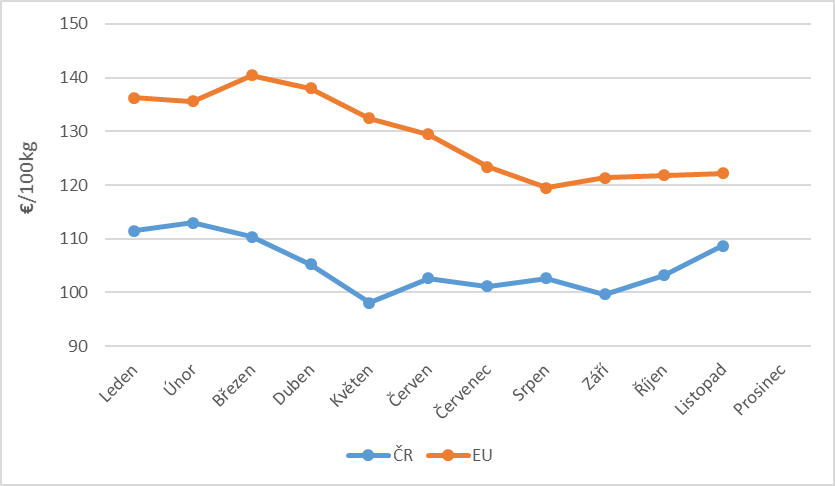 150
140
130
120
110
100
90
€/100kg
Leden
Únor
Březen
Duben
Květen
Červen
Červenec
Srpen
Září
Říjen
Listopad
Prosinec
ČR
EU